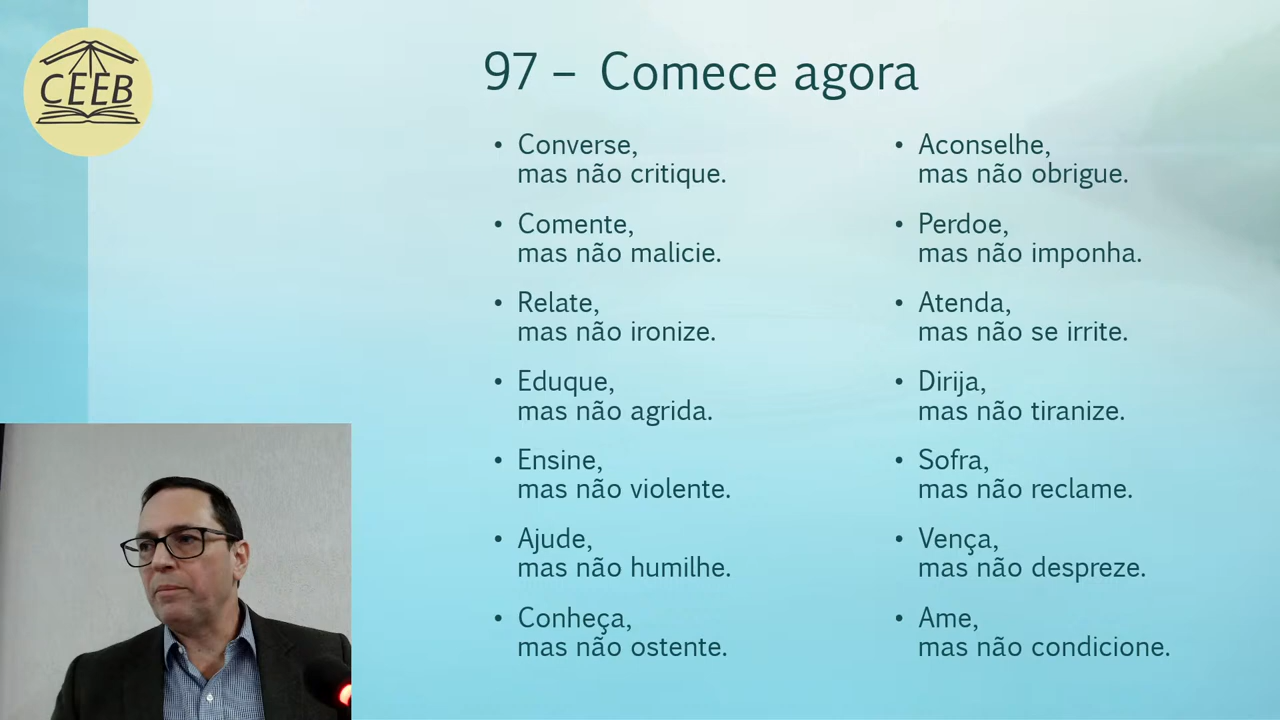 CEEB
97 – Comece agora
• Converse,
mas não critique.
• Comente,
mas não malicie.
• Relate,
mas não ironize.
• Eduque,
mas não agrida.
• Ensine,
mas não violente.
• Ajude,
mas não humilhe.
• Conheça,
mas não ostente.
• Aconselhe,
mas não obrigue.
• Perdoe,
mas não imponha.
• Atenda,
mas não se irrite.
• Dirija,
mas não tiranize.
• Sofra,
mas não reclame.
• Vença,
mas não despreze.
• Ame,
mas não condicione.